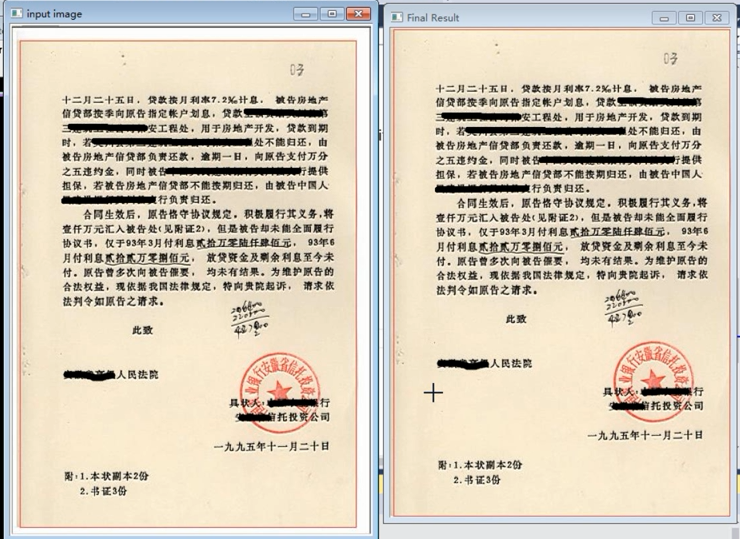 input image
03
十二月二十五日，贷款按月利率7.2‰计息， 被告房地产
信贷部按季向原告指定帐户划息，贷款
安工程处，用于房地产开发，贷款到期
时，若 处不能归还，由
被告房地产信贷部负责还款，逾期一日，向原告支付万分
之五违约金，同时被告 行提供
担保，若被告房地产信贷部不能按期归还，由被告中国人
行负责归还。
合同生效后，原告恪守协议规定。积极履行其义务，将
壹仟万元汇入被告处(见附证2)，但是被告却未能全面履行
协议书，仅于93年3月付利息贰拾万零陆仟肆佰元，93年6
月付利息贰拾贰万零捌佰元， 放贷资金及剩余利息至今未
付。原告曾多次向被告催要， 均未有结果。为维护原告的
合法权益，现依据我国法律规定，特向贵院起诉， 请求依
法判令如原告之请求。
此致
人民法院
具状人： 行
信托投资公司
一九九五年十一月二十日
附：1.本状副本2份
2.书证3份
Final Result
03
十二月二十五日，贷款按月利率7.2‰计息， 被告房地产
信贷部按季向原告指定帐户划息，贷款
安工程处，用于房地产开发，贷款到期
时，若 处不能归还，由
被告房地产信贷部负责还款，逾期一日，向原告支付万分
之五违约金，同时被告 行提供
担保，若被告房地产信贷部不能按期归还，由被告中国人
行负责归还。
合同生效后，原告恪守协议规定。积极履行其义务，将
壹仟万元汇入被告处(见附证2)，但是被告却未能全面履行
协议书，仅于93年3月付利息贰拾万零陆仟肆佰元，93年6
月付利息贰拾贰万零捌佰元， 放贷资金及剩余利息至今未
付。原告曾多次向被告催要， 均未有结果。为维护原告的
合法权益，现依据我国法律规定，特向贵院起诉， 请求依
法判令如原告之请求。
此致
人民法院
具状人： 行
信托投资公司
一九九五年十一月二十日
附：1.本状副本2份
2.书证3份